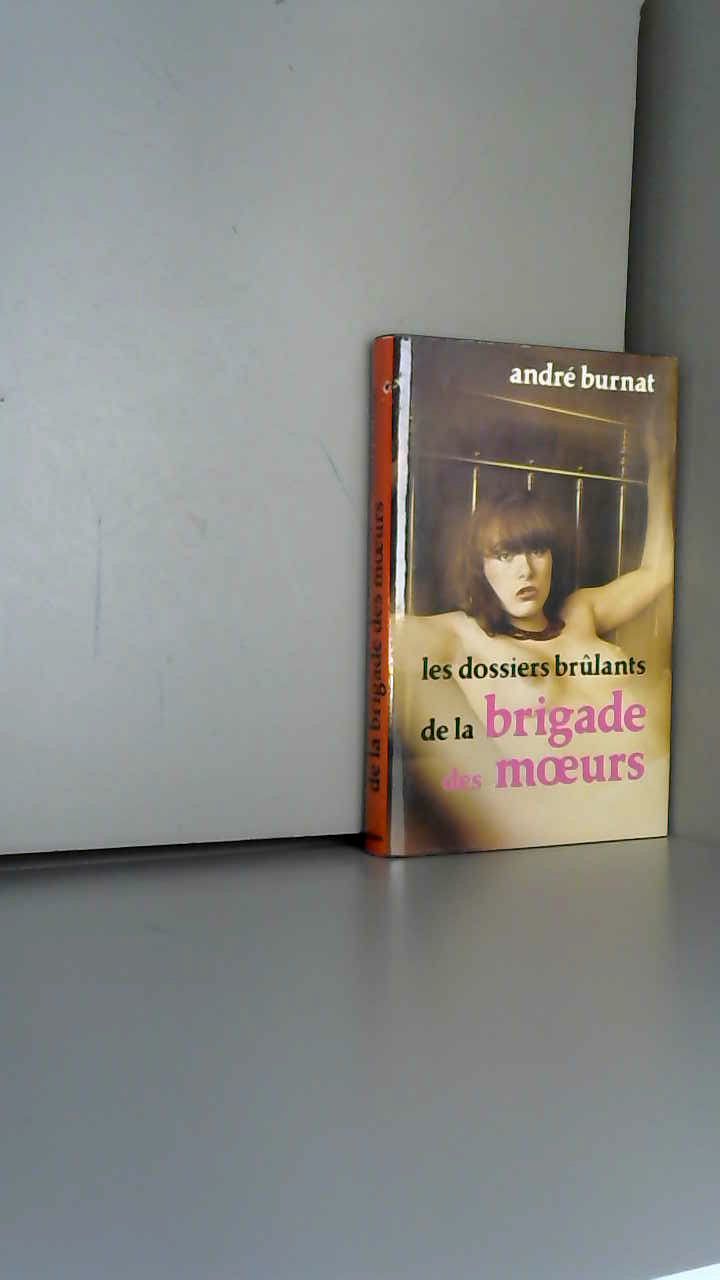 andré burnat
les dossiers brûlants
de la brigade
des mœurs
de la brigade des mœurs